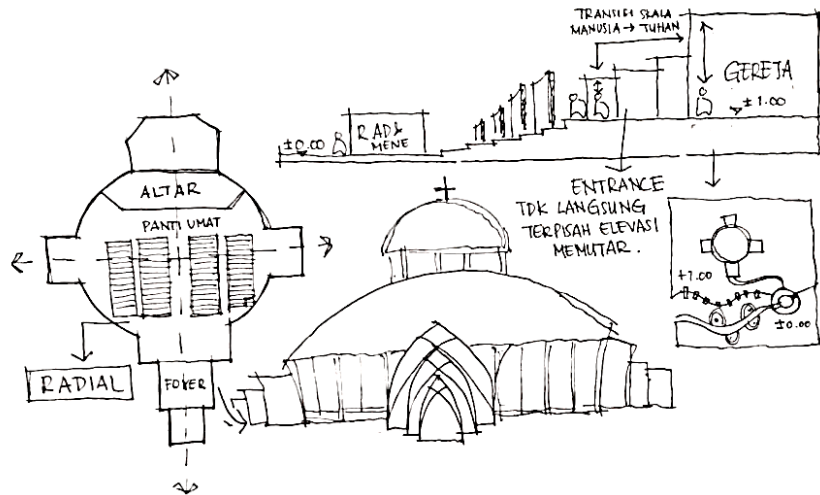 TRANSISI SKALA
MANUSIA → TUHAN
GEREJA
±1.00
±0.00
MENE
ENTRANCE
TDK LANGSUNG
TERPISAH ELEVASI
MEMUTAR.
ALTAR
PANTI UMAT
RADIAL
FOYER
+1.00
±0.00